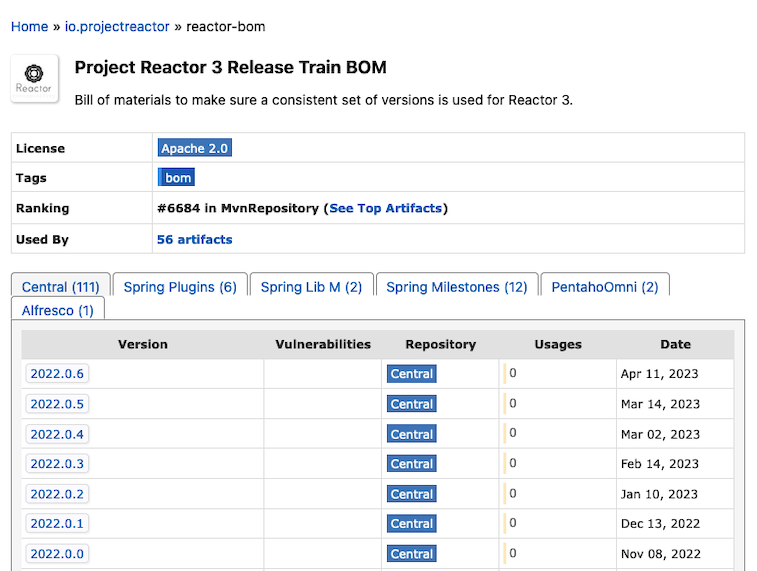 Home » io.projectreactor » reactor-bom
Reactor
Project Reactor 3 Release Train BOM
Bill of materials to make sure a consistent set of versions is used for Reactor 3.
License Apache 2.0
Tags bom
Ranking #6684 in MvnRepository (See Top Artifacts)
Used By 56 artifacts
Central (111) Spring Plugins (6) Spring Lib M (2) Spring Milestones (12) PentahoOmni (2)
Alfresco (1)
Version Vulnerabilities Repository Usages Date
2022.0.6 Central 0 Apr 11, 2023
2022.0.5 Central 0 Mar 14, 2023
2022.0.4 Central 0 Mar 02, 2023
2022.0.3 Central 0 Feb 14, 2023
2022.0.2 Central 0 Jan 10, 2023
2022.0.1 Central 0 Dec 13, 2022
2022.0.0 Central 0 Nov 08, 2022